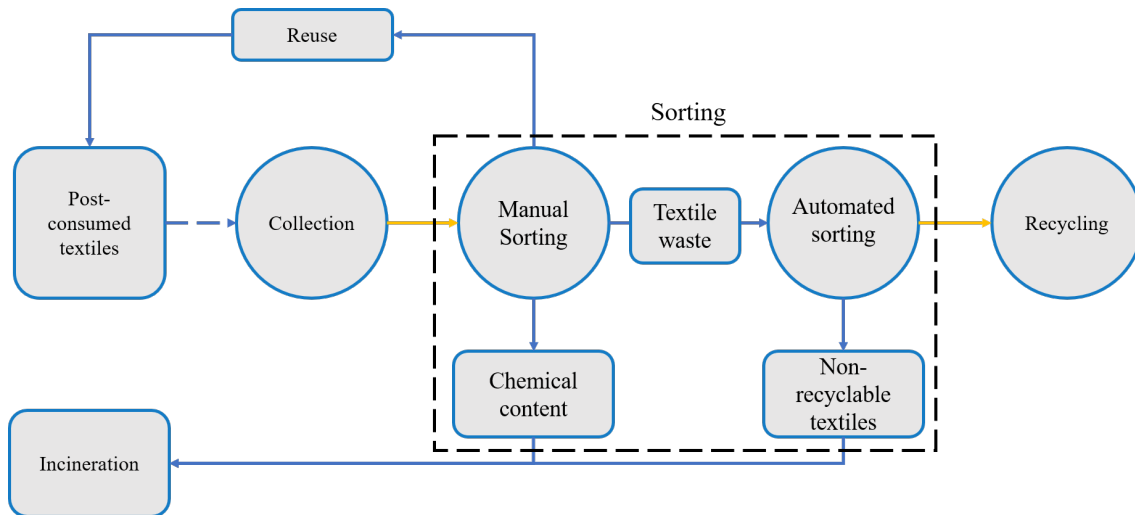 Reuse
Sorting
Post-
consumed
textiles
Collection
Manual
Sorting
Textile
waste
Automated
sorting
Recycling
Chemical
content
Non-
recyclable
textiles
Incineration